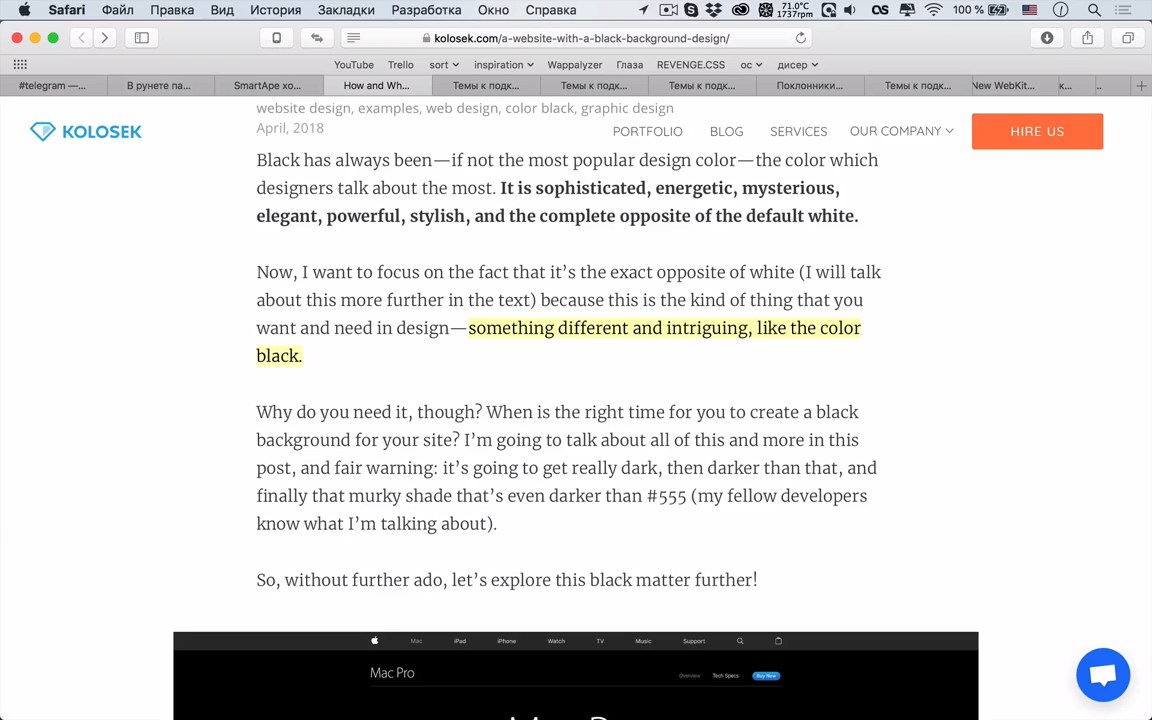 Safari Файл Правка Вид История Закладки Разработка Окно Справка 71.0°C 1737rpm 100 %
kolosek.com/a-website-with-a-black-background-design/
YouTube Trello sort inspiration Wappalyzer Глаза REVENGE.CSS ос дисер
#telegram —... В рунете па... SmartApe хо... How and Wh... Темы к подк... Темы к подк... Темы к подк... Поклонники... Темы к подк... New WebKit... к... ..
website design, examples, web design, color black, graphic design
April, 2018
KOLOSEK PORTFOLIO BLOG SERVICES OUR COMPANY HIRE US
Black has always been—if not the most popular design color—the color which
designers talk about the most. It is sophisticated, energetic, mysterious,
elegant, powerful, stylish, and the complete opposite of the default white.
Now, I want to focus on the fact that it’s the exact opposite of white (I will talk
about this more further in the text) because this is the kind of thing that you
want and need in design—something different and intriguing, like the color
black.
Why do you need it, though? When is the right time for you to create a black
background for your site? I’m going to talk about all of this and more in this
post, and fair warning: it’s going to get really dark, then darker than that, and
finally that murky shade that’s even darker than #555 (my fellow developers
know what I’m talking about).
So, without further ado, let’s explore this black matter further!
Mac iPad iPhone Watch TV Music Support
Mac Pro Overview Tech Specs Buy Now